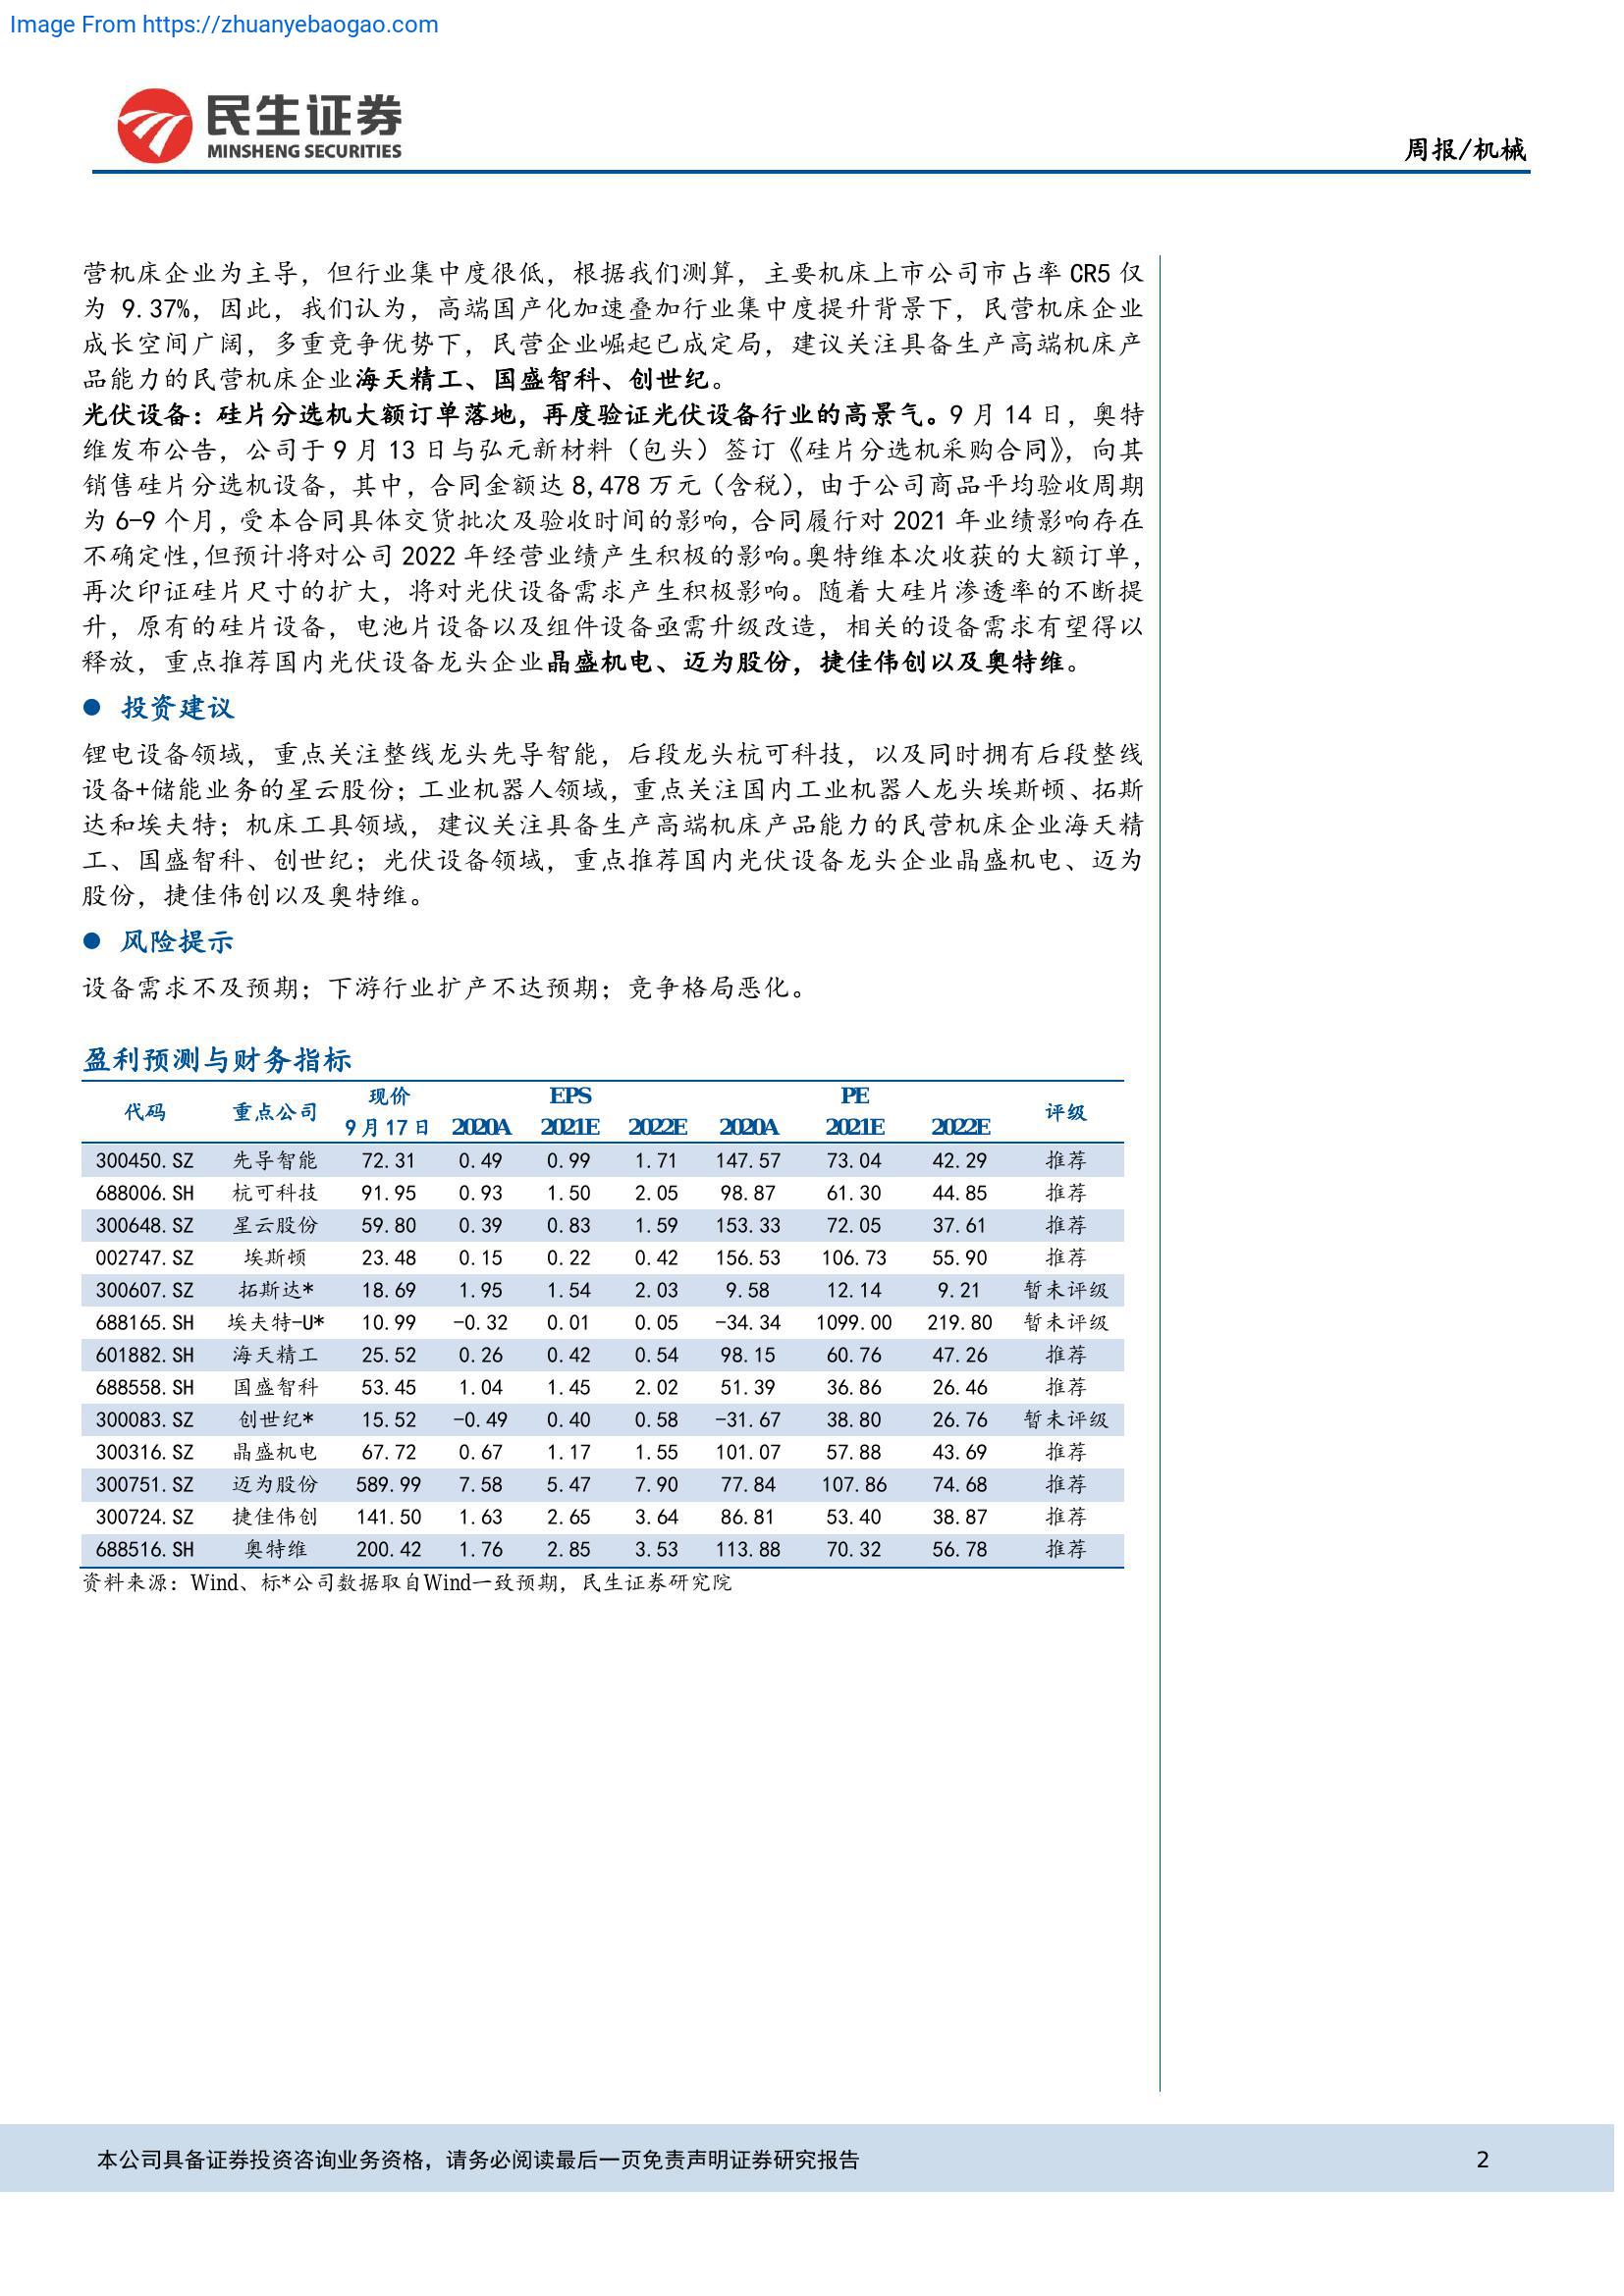 Image From https://zhuanyebaogao.com
民生证券
MINSHENG SECURITIES
周报/机械
营机床企业为主导，但行业集中度很低，根据我们测算，主要机床上市公司市占率 CR5 仅
为 9.37%，因此，我们认为，高端国产化加速叠加行业集中度提升背景下，民营机床企业
成长空间广阔，多重竞争优势下，民营企业崛起已成定局，建议关注具备生产高端机床产
品能力的民营机床企业海天精工、国盛智科、创世纪。
光伏设备：硅片分选机大额订单落地，再度验证光伏设备行业的高景气。9 月 14 日，奥特
维发布公告，公司于 9 月 13 日与弘元新材料（包头）签订《硅片分选机采购合同》，向其
销售硅片分选机设备，其中，合同金额达 8,478 万元（含税），由于公司商品平均验收周期
为 6-9 个月，受本合同具体交货批次及验收时间的影响，合同履行对 2021 年业绩影响存在
不确定性，但预计将对公司 2022 年经营业绩产生积极的影响。奥特维本次收获的大额订单，
再次印证硅片尺寸的扩大，将对光伏设备需求产生积极影响。随着大硅片渗透率的不断提
升，原有的硅片设备，电池片设备以及组件设备亟需升级改造，相关的设备需求有望得以
释放，重点推荐国内光伏设备龙头企业晶盛机电、迈为股份，捷佳伟创以及奥特维。
● 投资建议
锂电设备领域，重点关注整线龙头先导智能，后段龙头杭可科技，以及同时拥有后段整线
设备+储能业务的星云股份；工业机器人领域，重点关注国内工业机器人龙头埃斯顿、拓斯
达和埃夫特；机床工具领域，建议关注具备生产高端机床产品能力的民营机床企业海天精
工、国盛智科、创世纪；光伏设备领域，重点推荐国内光伏设备龙头企业晶盛机电、迈为
股份，捷佳伟创以及奥特维。
● 风险提示
设备需求不及预期；下游行业扩产不达预期；竞争格局恶化。
盈利预测与财务指标
代码 重点公司 现价 EPS PE 评级
9 月 17 日 2020A 2021E 2022E 2020A 2021E 2022E
300450.SZ 先导智能 72.31 0.49 0.99 1.71 147.57 73.04 42.29 推荐
688006.SH 杭可科技 91.95 0.93 1.50 2.05 98.87 61.30 44.85 推荐
300648.SZ 星云股份 59.80 0.39 0.83 1.59 153.33 72.05 37.61 推荐
002747.SZ 埃斯顿 23.48 0.15 0.22 0.42 156.53 106.73 55.90 推荐
300607.SZ 拓斯达* 18.69 1.95 1.54 2.03 9.58 12.14 9.21 暂未评级
688165.SH 埃夫特-U* 10.99 -0.32 0.01 0.05 -34.34 1099.00 219.80 暂未评级
601882.SH 海天精工 25.52 0.26 0.42 0.54 98.15 60.76 47.26 推荐
688558.SH 国盛智科 53.45 1.04 1.45 2.02 51.39 36.86 26.46 推荐
300083.SZ 创世纪* 15.52 -0.49 0.40 0.58 -31.67 38.80 26.76 暂未评级
300316.SZ 晶盛机电 67.72 0.67 1.17 1.55 101.07 57.88 43.69 推荐
300751.SZ 迈为股份 589.99 7.58 5.47 7.90 77.84 107.86 74.68 推荐
300724.SZ 捷佳伟创 141.50 1.63 2.65 3.64 86.81 53.40 38.87 推荐
688516.SH 奥特维 200.42 1.76 2.85 3.53 113.88 70.32 56.78 推荐
资料来源：Wind、标*公司数据取自Wind一致预期，民生证券研究院
本公司具备证券投资咨询业务资格，请务必阅读最后一页免责声明证券研究报告 2